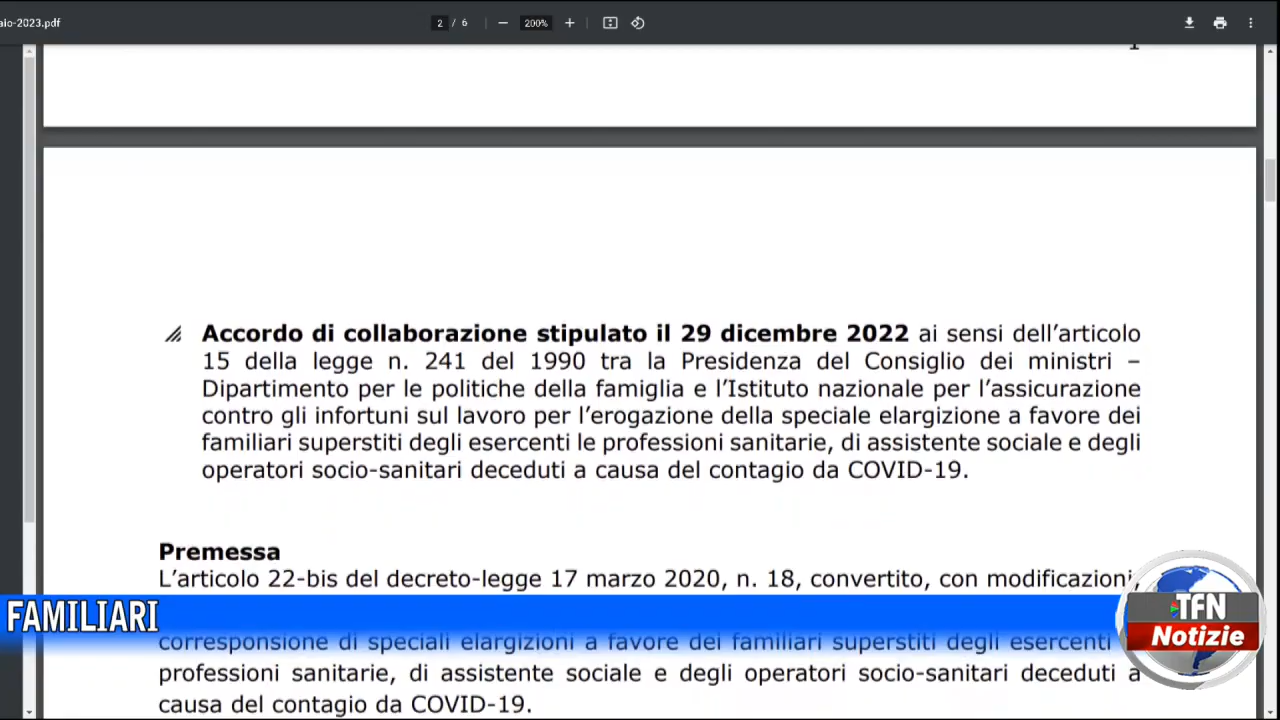 aio-2023.pdf
2 / 6
200%
1
Accordo di collaborazione stipulato il 29 dicembre 2022 ai sensi dell’articolo
15 della legge n. 241 del 1990 tra la Presidenza del Consiglio dei ministri –
Dipartimento per le politiche della famiglia e l’Istituto nazionale per l’assicurazione
contro gli infortuni sul lavoro per l’erogazione della speciale elargizione a favore dei
familiari superstiti degli esercenti le professioni sanitarie, di assistente sociale e degli
operatori socio-sanitari deceduti a causa del contagio da COVID-19.
Premessa
L’articolo 22-bis del decreto-legge 17 marzo 2020, n. 18, convertito, con modificazioni,
FAMILIARI
corresponsione di speciali elargizioni a favore dei familiari superstiti degli esercenti
professioni sanitarie, di assistente sociale e degli operatori socio-sanitari deceduti a
causa del contagio da COVID-19.
TFN
Notizie